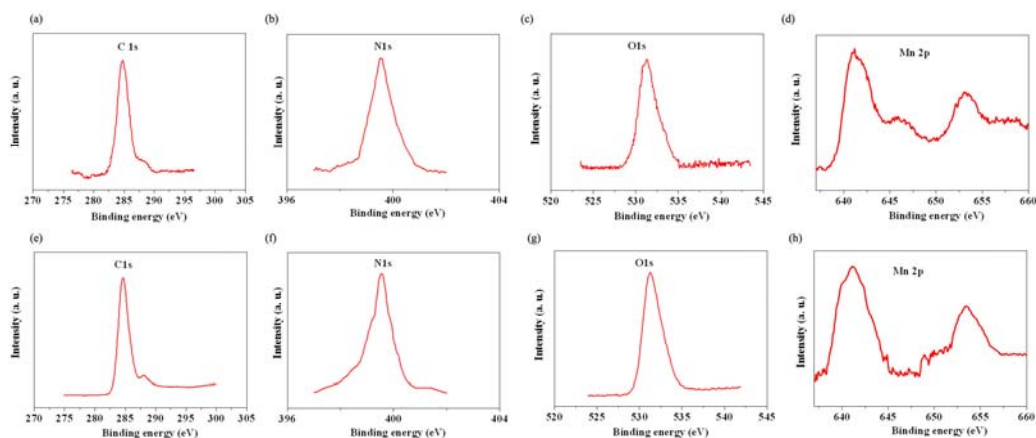 (a)
C 1s
Intensity (a. u.)
270 275 280 285 290 295 300 305
Binding energy (eV)
(b)
N1s
Intensity (a. u.)
396 400 404
Binding energy (eV)
(c)
O1s
Intensity (a. u.)
520 525 530 535 540 545
Binding energy (eV)
(d)
Mn 2p
Intensity (a. u.)
640 645 650 655 660
Binding energy (eV)
(e)
C1s
Intensity (a. u.)
270 275 280 285 290 295 300 305
Binding energy (eV)
(f)
N1s
Intensity (a. u.)
396 400 404
Binding energy (eV)
(g)
O1s
Intensity (a. u.)
520 525 530 535 540 545
Binding energy (eV)
(h)
Mn 2p
Intensity (a. u.)
640 645 650 655 660
Binding energy (eV)